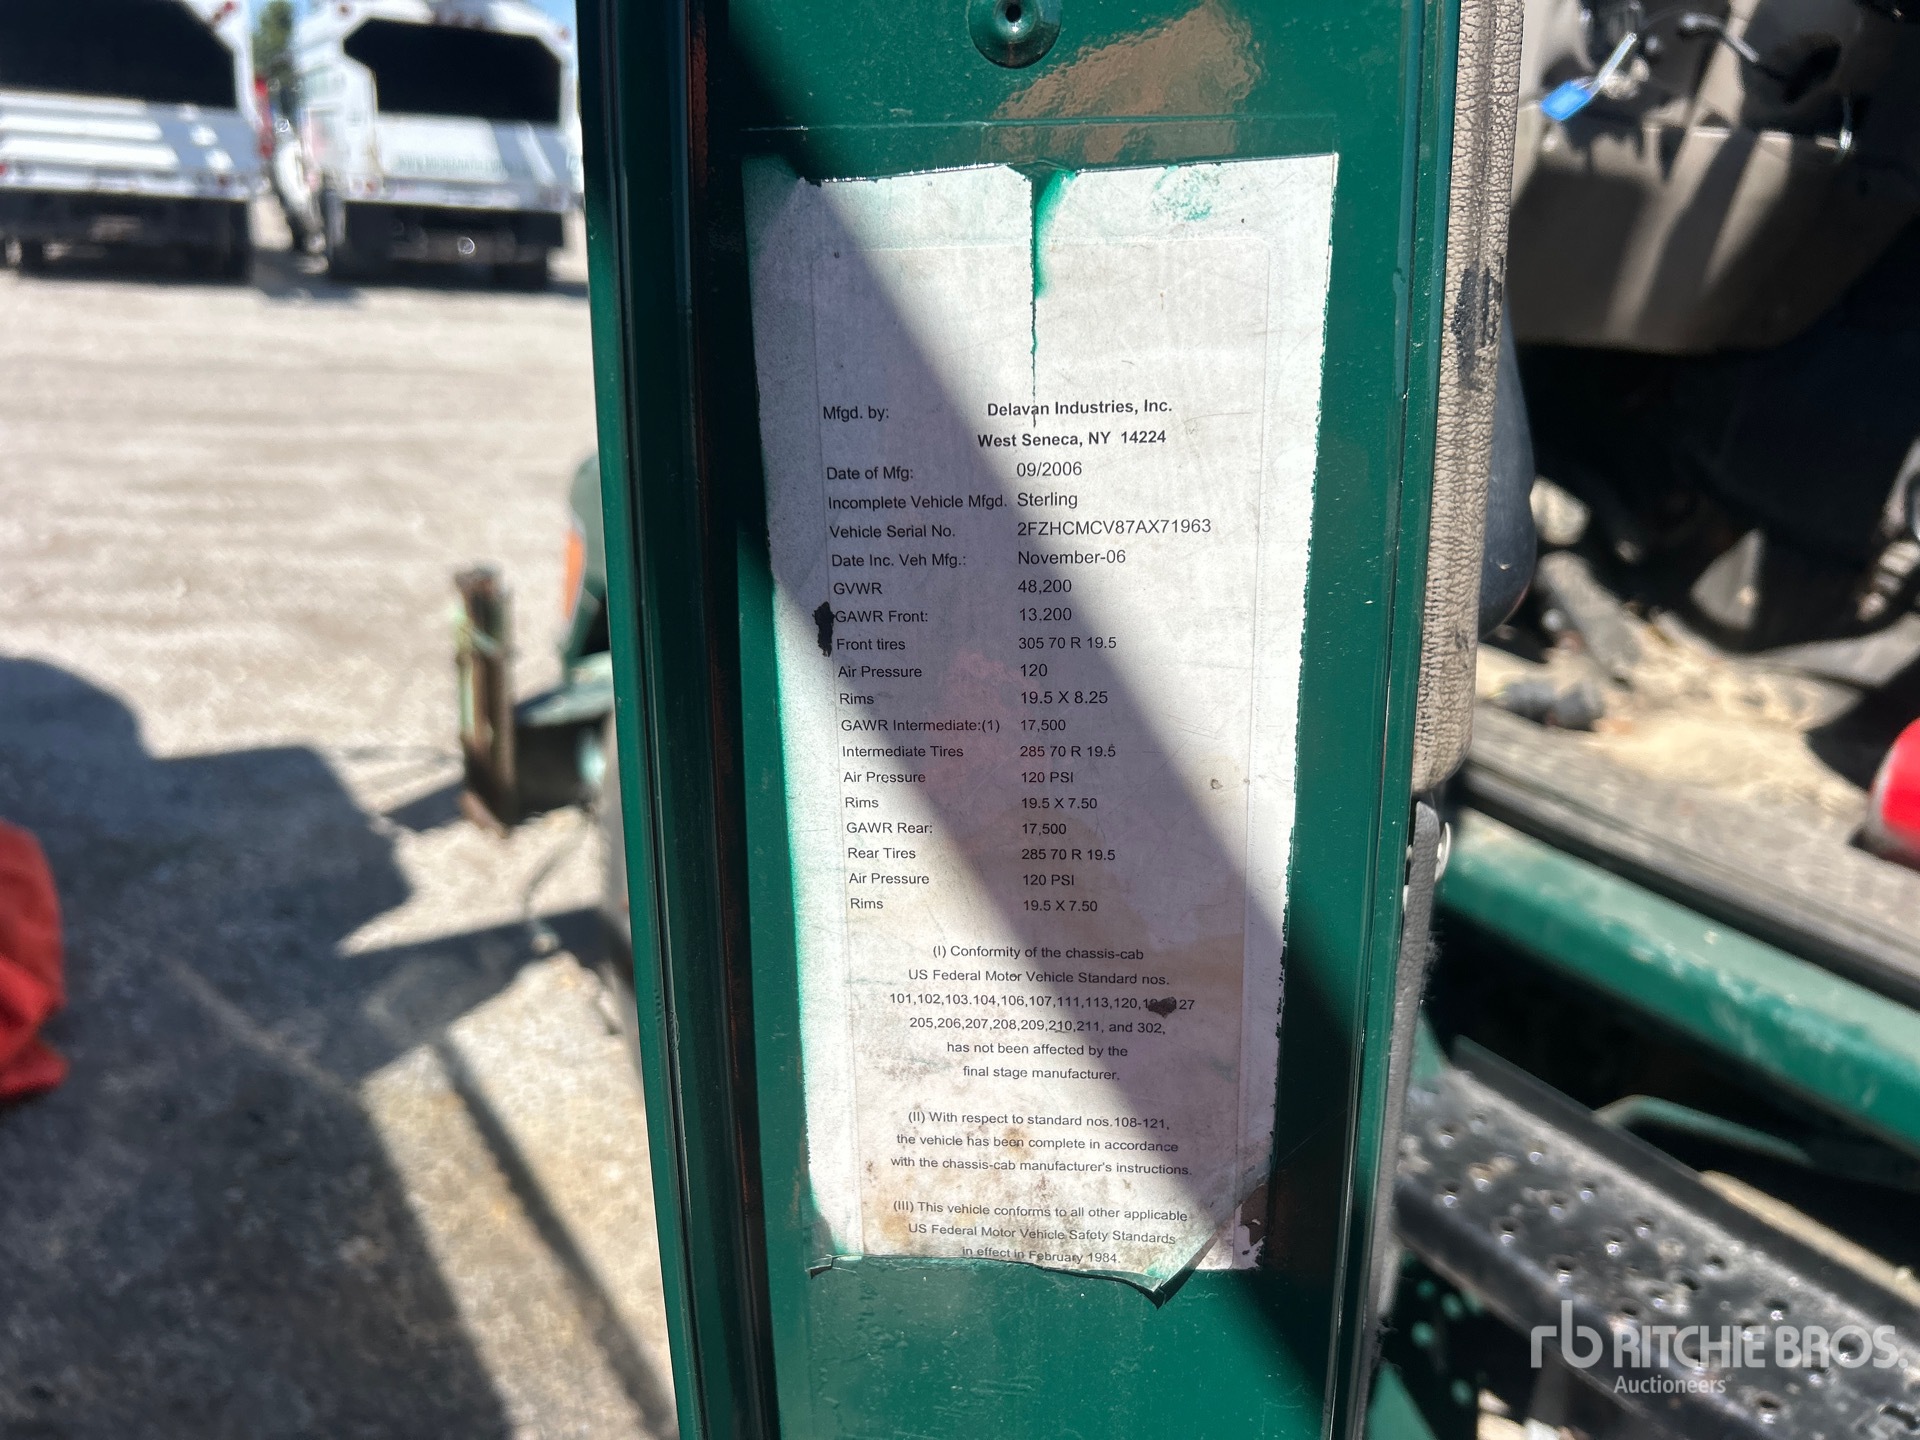 Mfgd. by: Delavan Industries, Inc.
West Seneca, NY 14224
Date of Mfg: 09/2006
Incomplete Vehicle Mfgd. Sterling
Vehicle Serial No. 2FZHCMCV87AX71963
Date Inc. Veh Mfg.: November-06
GVWR 48,200
GAWR Front: 13,200
Front tires 305 70 R 19.5
Air Pressure 120
Rims 19.5 X 8.25
GAWR Intermediate:(1) 17,500
Intermediate Tires 285 70 R 19.5
Air Pressure 120 PSI
Rims 19.5 X 7.50
GAWR Rear: 17,500
Rear Tires 285 70 R 19.5
Air Pressure 120 PSI
Rims 19.5 X 7.50
(I) Conformity of the chassis-cab
US Federal Motor Vehicle Standard nos.
101,102,103.104,106,107,111,113,120, 127
205,206,207,208,209,210,211, and 302,
has not been affected by the
final stage manufacturer.
(II) With respect to standard nos.108-121,
the vehicle has been complete in accordance
with the chassis-cab manufacturer's instructions.
(III) This vehicle conforms to all other applicable
US Federal Motor Vehicle Safety Standards
in effect in February 1984.
rb RITCHIE BROS.
Auctioneers